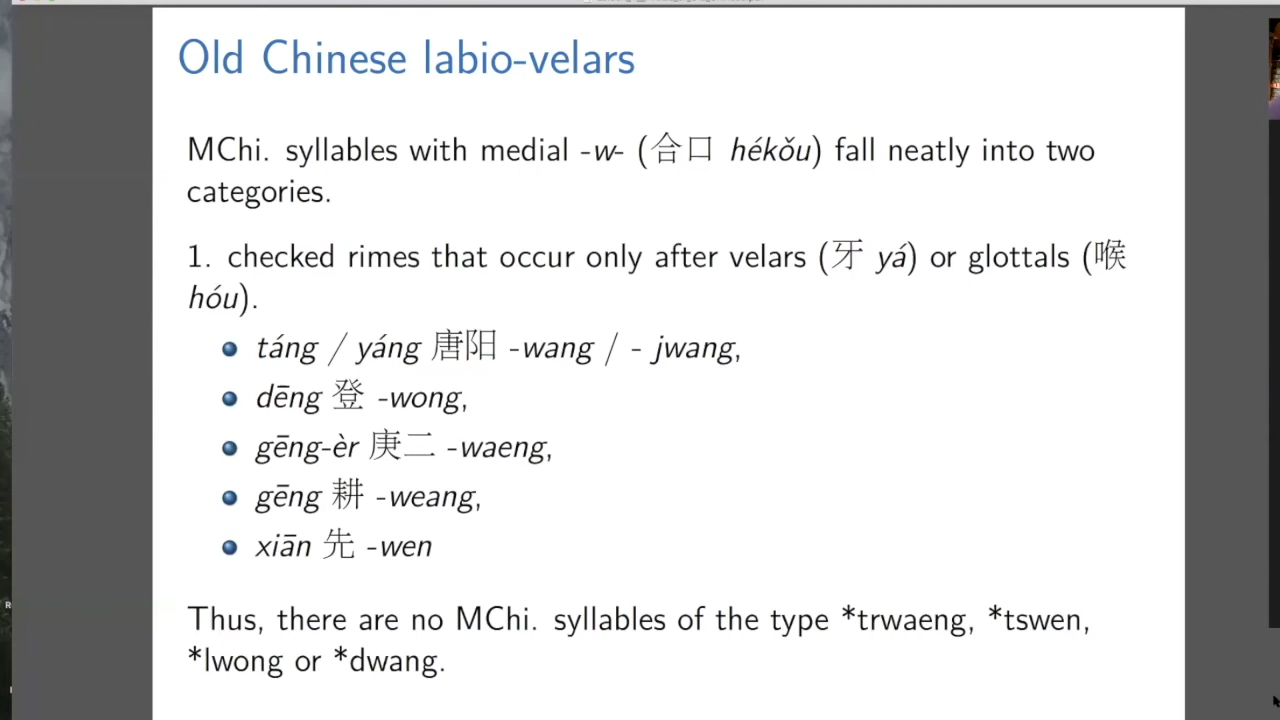 Old Chinese labio-velars
MChi. syllables with medial -w- (合口 hékǒu) fall neatly into two
categories.
1. checked rimes that occur only after velars (牙 yá) or glottals (喉
hóu).
táng / yáng 唐阳 -wang / - jwang,
dēng 登 -wong,
gēng-èr 庚二 -waeng,
gēng 耕 -weang,
xiān 先 -wen
Thus, there are no MChi. syllables of the type *trwaeng, *tswen,
*lwong or *dwang.